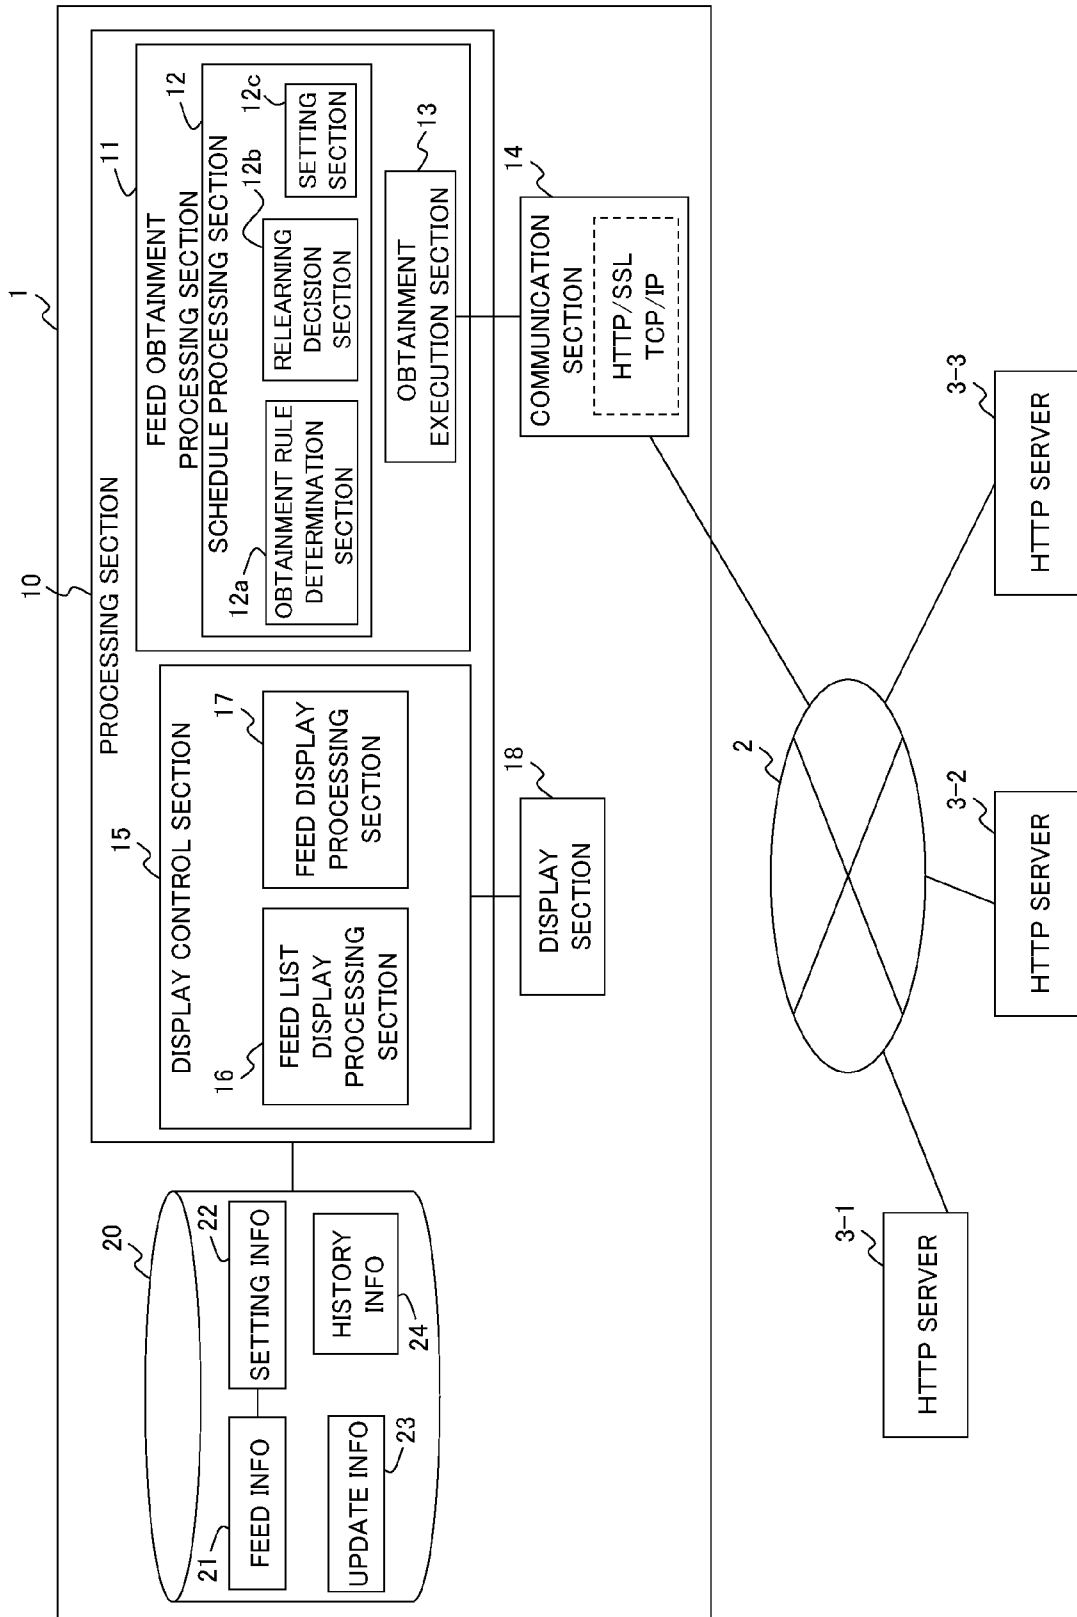 1
10
PROCESSING SECTION
11
FEED OBTAINMENT
PROCESSING SECTION
12
SCHEDULE PROCESSING SECTION
12a
OBTAINMENT RULE
DETERMINATION
SECTION
12b
RELEARNING
DECISION
SECTION
12c
SETTING
SECTION
13
OBTAINMENT
EXECUTION SECTION
15
DISPLAY CONTROL SECTION
16
FEED LIST
DISPLAY
PROCESSING
SECTION
17
FEED DISPLAY
PROCESSING
SECTION
18
DISPLAY
SECTION
14
COMMUNICATION
SECTION
HTTP/SSL
TCP/IP
20
21
FEED INFO
22
SETTING INFO
UPDATE INFO
23
HISTORY
INFO
24
2
3-1
HTTP SERVER
3-2
HTTP SERVER
3-3
HTTP SERVER